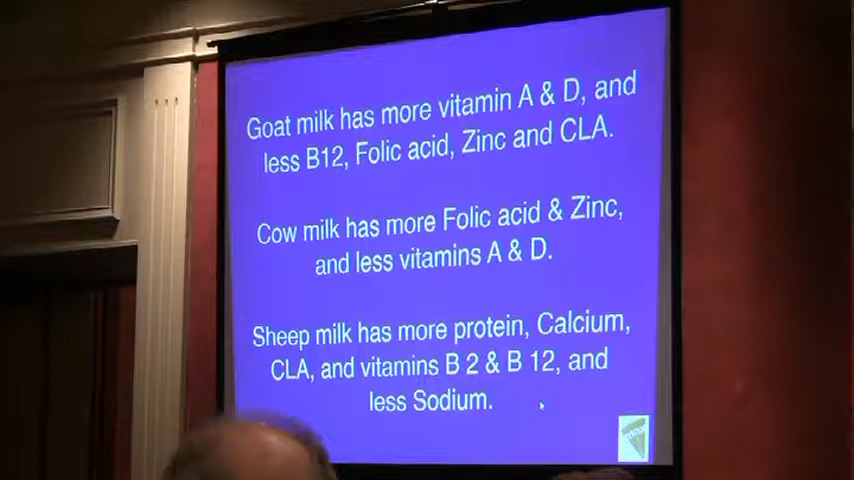 Goat milk has more vitamin A & D, and
less B12, Folic acid, Zinc and CLA.
Cow milk has more Folic acid & Zinc,
and less vitamins A & D.
Sheep milk has more protein, Calcium,
CLA, and vitamins B 2 & B 12, and
less Sodium.